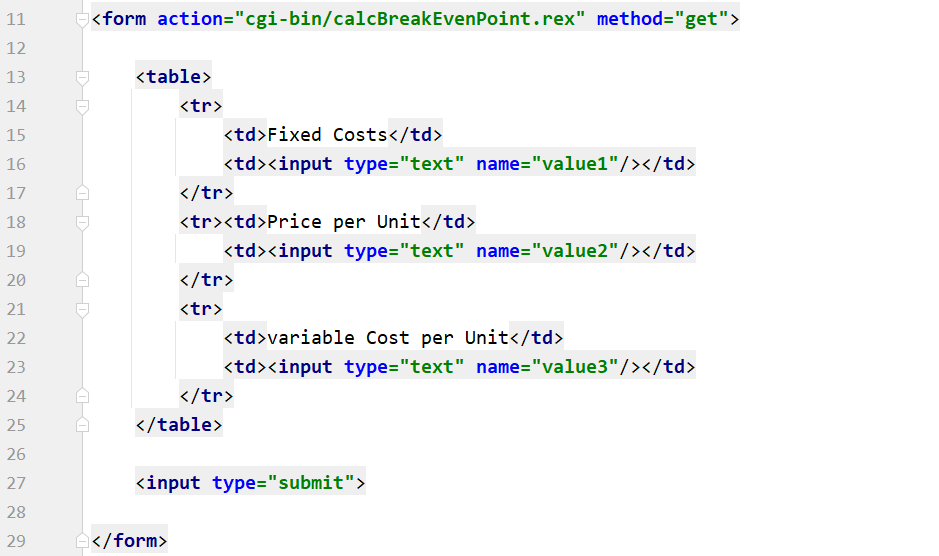 11 <form action="cgi-bin/calcBreakEvenPoint.rex" method="get">
12
13 <table>
14 <tr>
15 <td>Fixed Costs</td>
16 <td><input type="text" name="value1"/></td>
17 </tr>
18 <tr><td>Price per Unit</td>
19 <td><input type="text" name="value2"/></td>
20 </tr>
21 <tr>
22 <td>variable Cost per Unit</td>
23 <td><input type="text" name="value3"/></td>
24 </tr>
25 </table>
26
27 <input type="submit">
28
29 </form>